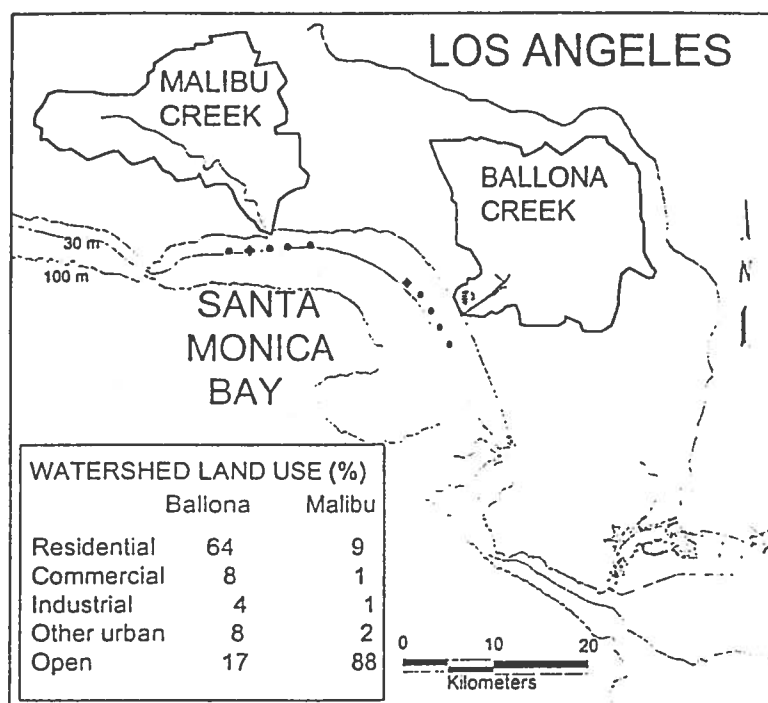 LOS ANGELES
MALIBU
CREEK
BALLONA
CREEK
30 m
100 m
N
SANTA
MONICA
BAY
WATERSHED LAND USE (%)
Ballona Malibu
Residential 64 9
Commercial 8 1
Industrial 4 1
Other urban 8 2
Open 17 88
0 10 20
Kilometers